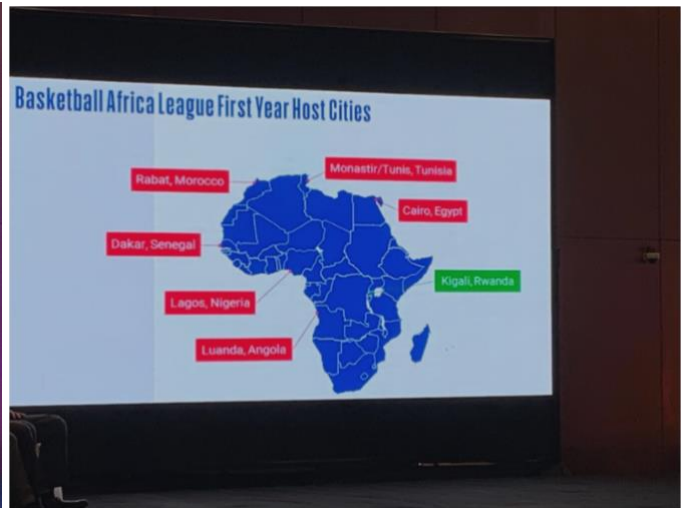 Basketball Africa League First Year Host Cities
Monastir/Tunis, Tunisia
Rabat, Morocco
Cairo, Egypt
Dakar, Senegal
Kigali, Rwanda
Lagos, Nigeria
Luanda, Angola